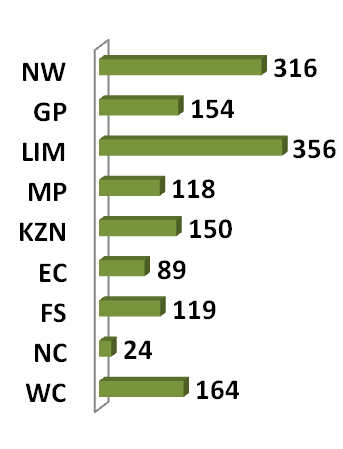 NW 316
GP 154
LIM 356
MP 118
KZN 150
EC 89
FS 119
NC 24
WC 164